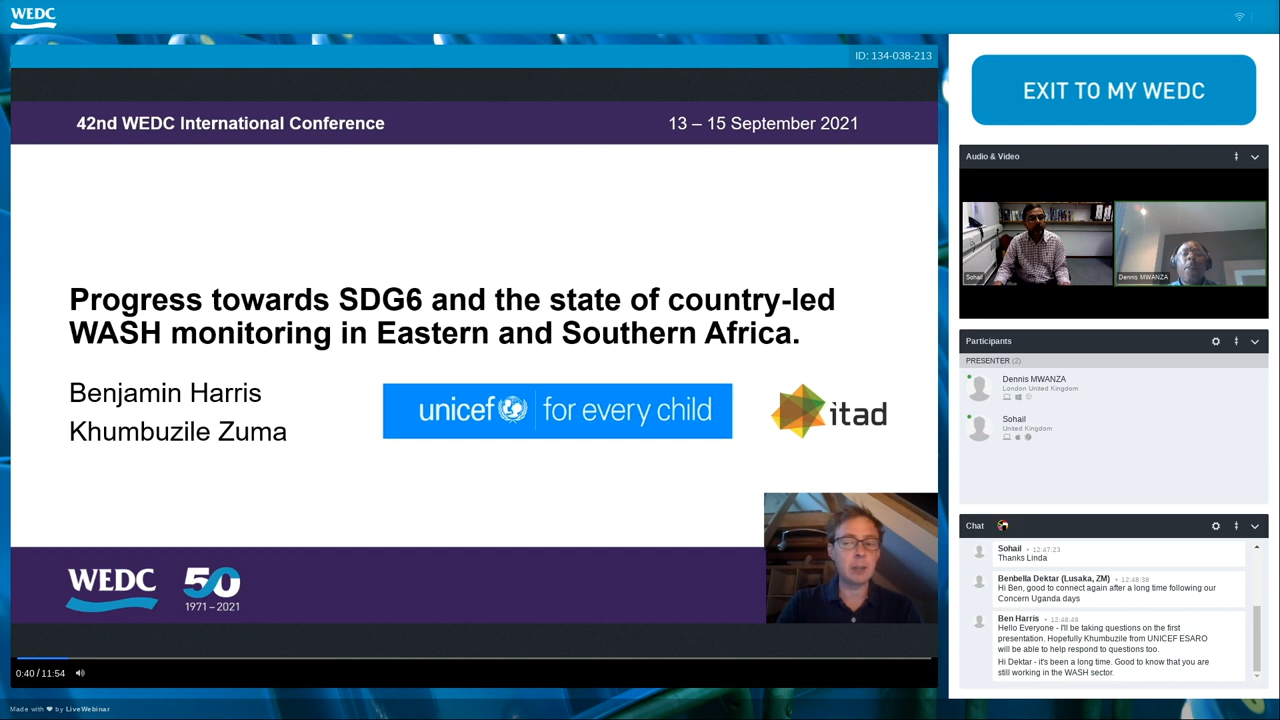 WEDC
ID: 134-038-213
42nd WEDC International Conference
13 – 15 September 2021
Progress towards SDG6 and the state of country-led
WASH monitoring in Eastern and Southern Africa.
Benjamin Harris
Khumbuzile Zuma
unicef for every child
itad
WEDC
50
1971 – 2021
0:40 / 11:54
Made with ❤ by LiveWebinar
EXIT TO MY WEDC
Audio & Video
Sohail
Dennis MWANZA
Participants
PRESENTER (2)
Dennis MWANZA
London United Kingdom
Sohail
United Kingdom
Chat
Sohail • 12:47:23
Thanks Linda
Benbella Dektar (Lusaka, ZM) • 12:48:38
Hi Ben, good to connect again after a long time following our
Concern Uganda days
Ben Harris • 12:48:49
Hello Everyone - I'll be taking questions on the first
presentation. Hopefully Khumbuzile from UNICEF ESARO
will be able to help respond to questions too.
Hi Dektar - it's been a long time. Good to know that you are
still working in the WASH sector.